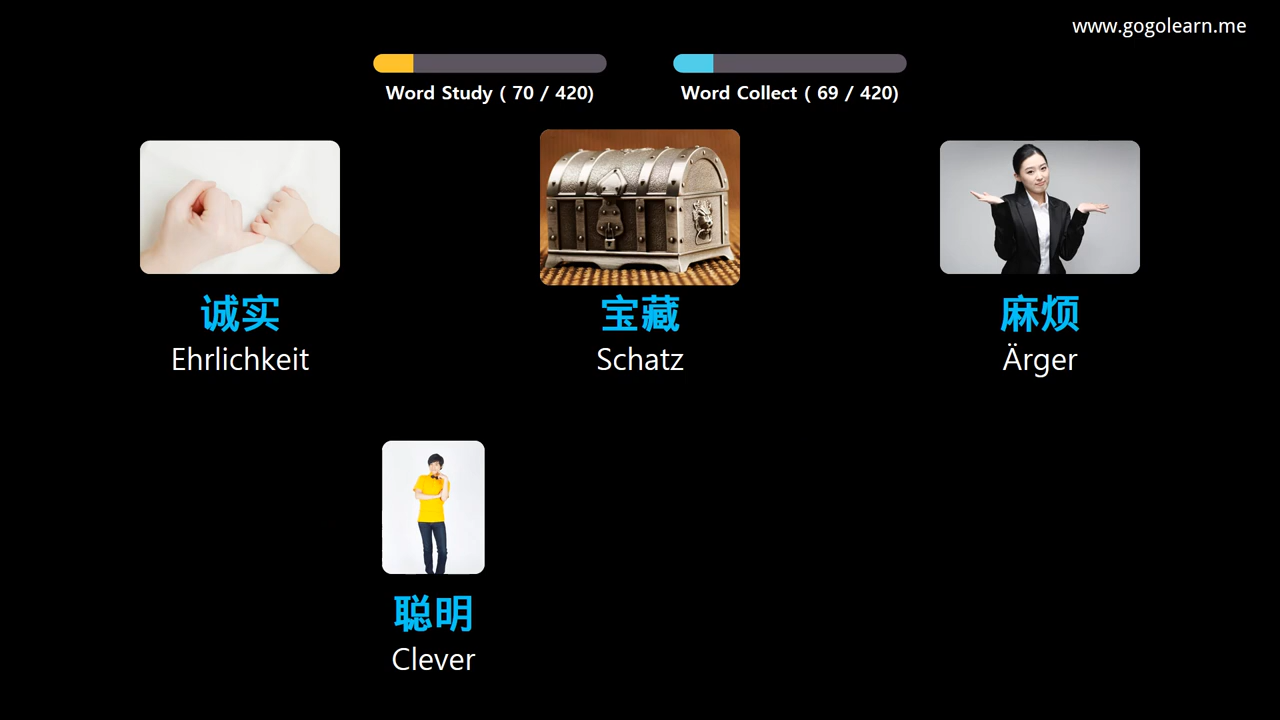 www.gogolearn.me
Word Study ( 70 / 420)
Word Collect ( 69 / 420)
诚实
Ehrlichkeit
宝藏
Schatz
麻烦
Ärger
聪明
Clever